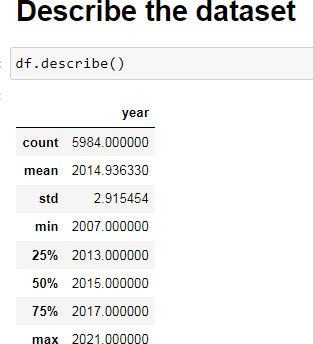 Describe the dataset
df.describe()
year
count 5984.000000
mean 2014.936330
std 2.915454
min 2007.000000
25% 2013.000000
50% 2015.000000
75% 2017.000000
max 2021.000000